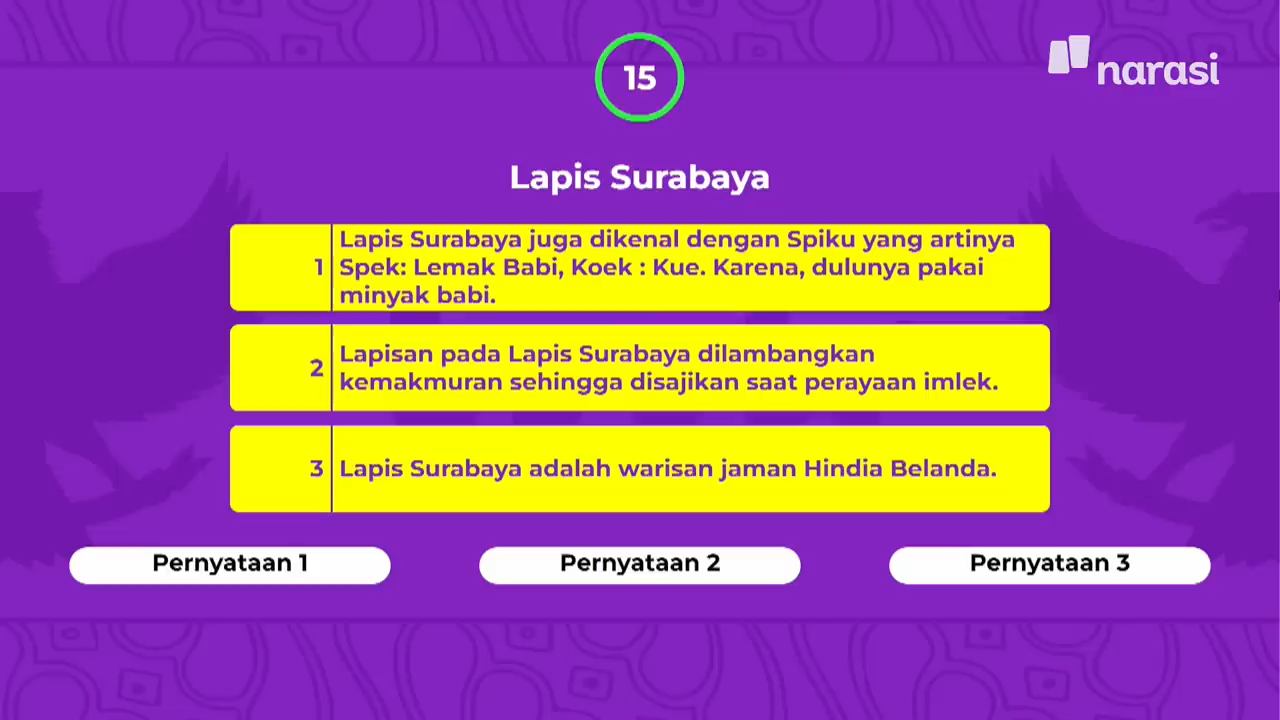 15
narasi
Lapis Surabaya
Lapis Surabaya juga dikenal dengan Spiku yang artinya
1 Spek: Lemak Babi, Koek : Kue. Karena, dulunya pakai
minyak babi.
Lapisan pada Lapis Surabaya dilambangkan
2 kemakmuran sehingga disajikan saat perayaan imlek.
3 Lapis Surabaya adalah warisan jaman Hindia Belanda.
Pernyataan 1 Pernyataan 2 Pernyataan 3